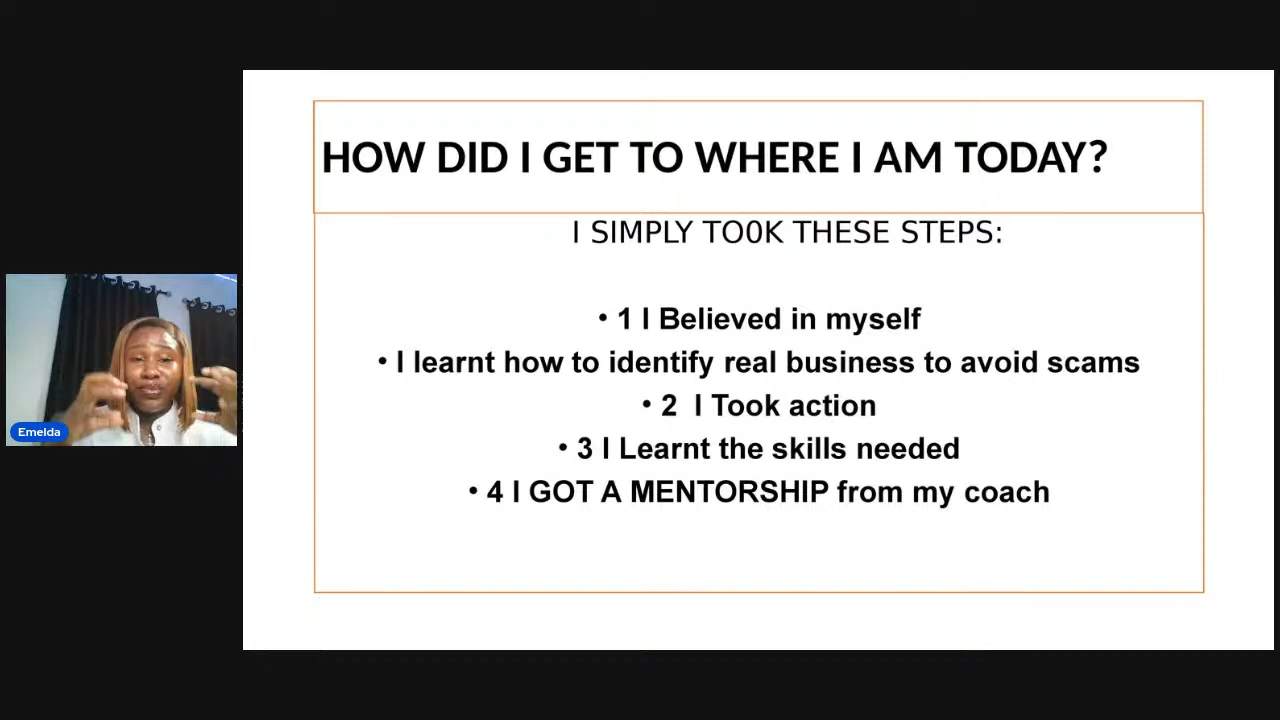 HOW DID I GET TO WHERE I AM TODAY?
I SIMPLY TO0K THESE STEPS:
• 1 I Believed in myself
• I learnt how to identify real business to avoid scams
• 2  I Took action
• 3 I Learnt the skills needed
• 4 I GOT A MENTORSHIP from my coach
Emelda